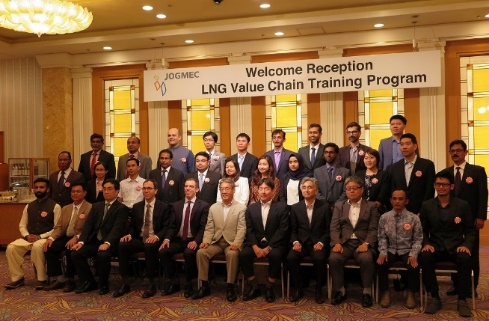 JOGMEC
Welcome Reception
LNG Value Chain Training Program